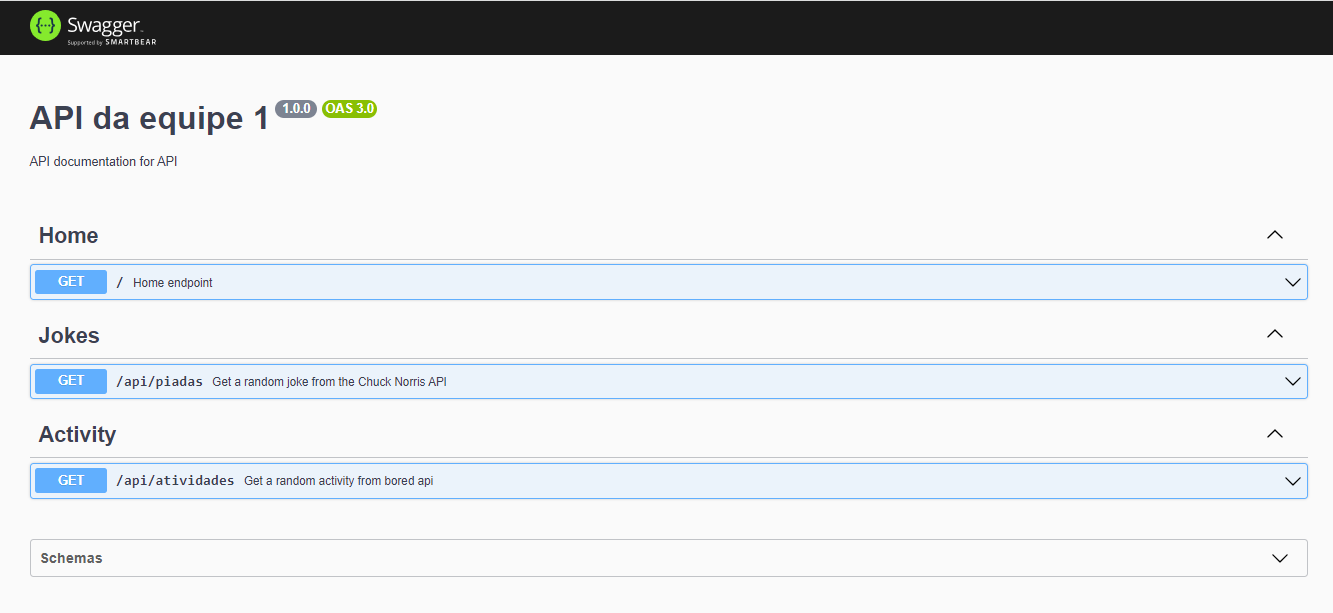 {···} Swagger.
Supported by SMARTBEAR
API da equipe 1 1.0.0 OAS 3.0
API documentation for API
Home
GET / Home endpoint
Jokes
GET /api/piadas Get a random joke from the Chuck Norris API
Activity
GET /api/atividades Get a random activity from bored api
Schemas